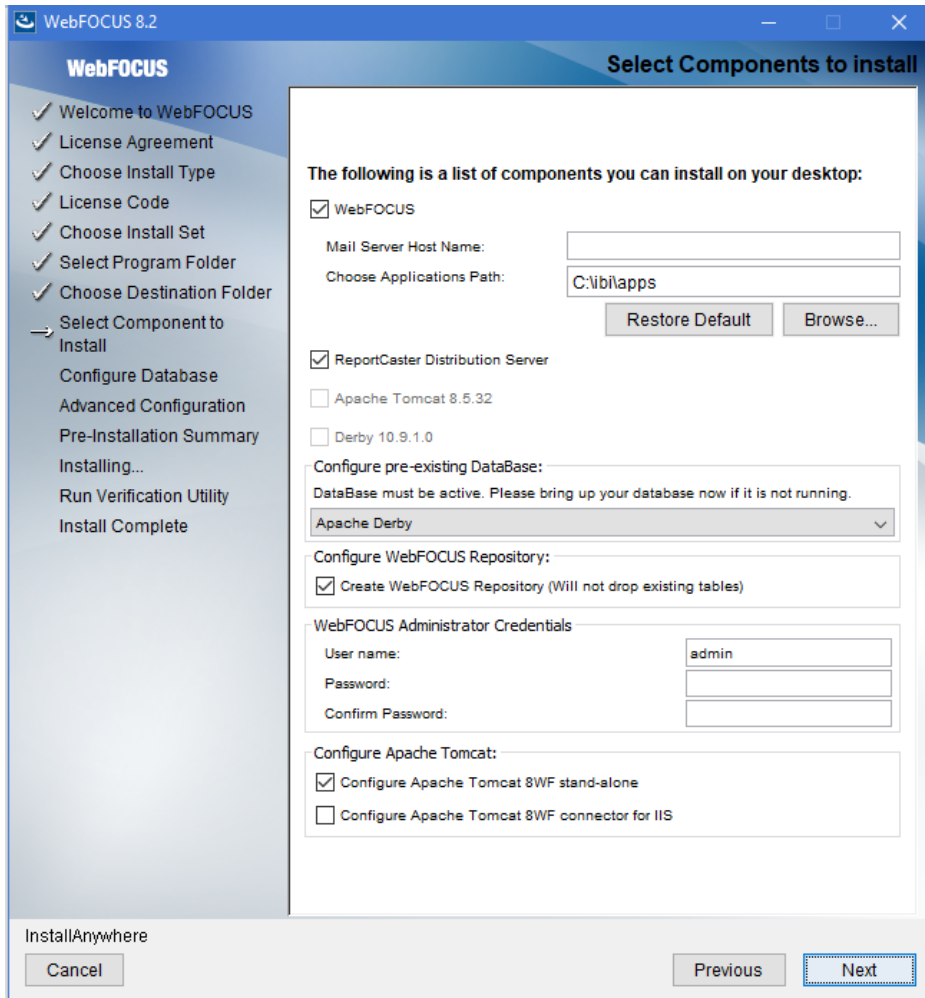 WebFOCUS 8.2
WebFOCUS
Select Components to install
Welcome to WebFOCUS
License Agreement
Choose Install Type
License Code
Choose Install Set
Select Program Folder
Choose Destination Folder
Select Component to
Install
Configure Database
Advanced Configuration
Pre-Installation Summary
Installing...
Run Verification Utility
Install Complete
The following is a list of components you can install on your desktop:
WebFOCUS
Mail Server Host Name:
Choose Applications Path:
C:\ibi\apps
Restore Default
Browse...
ReportCaster Distribution Server
Apache Tomcat 8.5.32
Derby 10.9.1.0
Configure pre-existing DataBase:
DataBase must be active. Please bring up your database now if it is not running.
Apache Derby
Configure WebFOCUS Repository:
Create WebFOCUS Repository (Will not drop existing tables)
WebFOCUS Administrator Credentials
User name:
admin
Password:
Confirm Password:
Configure Apache Tomcat:
Configure Apache Tomcat 8WF stand-alone
Configure Apache Tomcat 8WF connector for IIS
InstallAnywhere
Cancel
Previous
Next